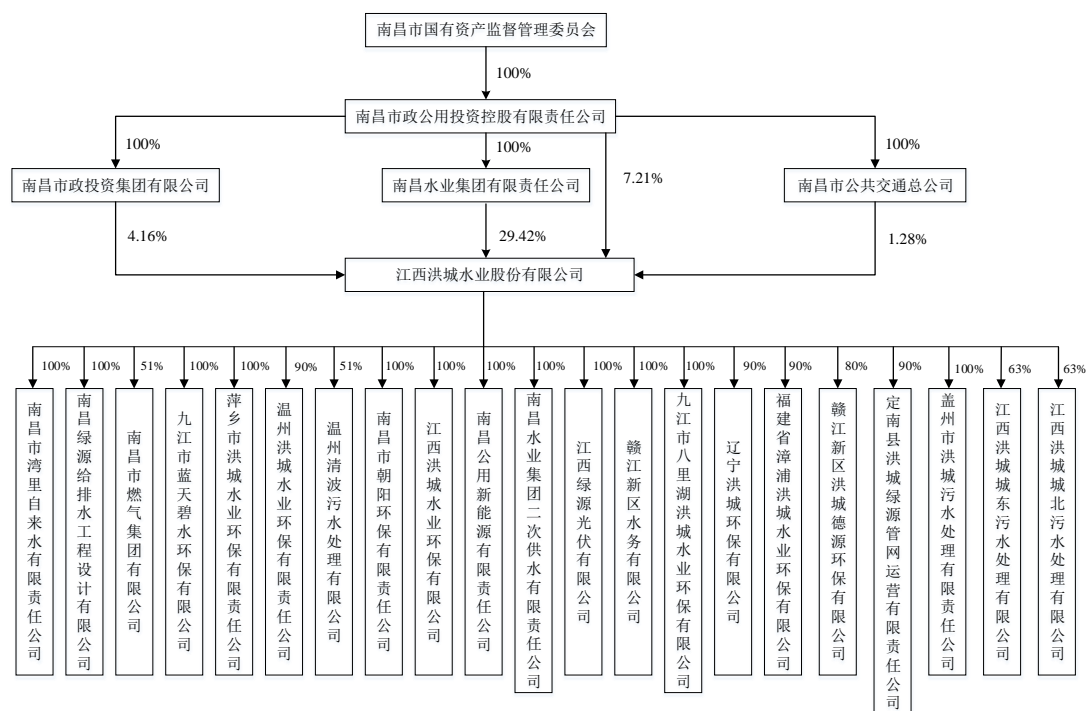 南昌市国有资产监督管理委员会
100%
南昌市政公用投资控股有限责任公司
100%
100%
100%
7.21%
南昌市政投资集团有限公司
南昌水业集团有限责任公司
南昌市公共交通总公司
4.16%
29.42%
1.28%
江西洪城水业股份有限公司
100%
100%
51%
100%
100%
90%
51%
100%
100%
100%
100%
100%
100%
100%
90%
90%
80%
90%
100%
63%
63%
南昌市湾里自来水有限责任公司
南昌绿源给排水工程设计有限公司
南昌市燃气集团有限公司
九江市蓝天碧水环保有限公司
萍乡市洪城水业环保有限责任公司
温州洪城水业环保有限公司
温州清波污水处理有限公司
南昌市朝阳环保有限责任公司
江西洪城水业环保有限公司
南昌公用新能源有限责任公司
南昌水业集团二次供水有限责任公司
江西绿源光伏有限公司
赣江新区水务有限公司
九江市八里湖洪城水业环保有限公司
辽宁洪城环保有限公司
福建省漳浦洪城水业环保有限公司
赣江新区洪城德源环保有限公司
定南县洪城绿源管网运营有限责任公司
盖州市洪城污水处理有限责任公司
江西洪城城东污水处理有限公司
江西洪城城北污水处理有限公司